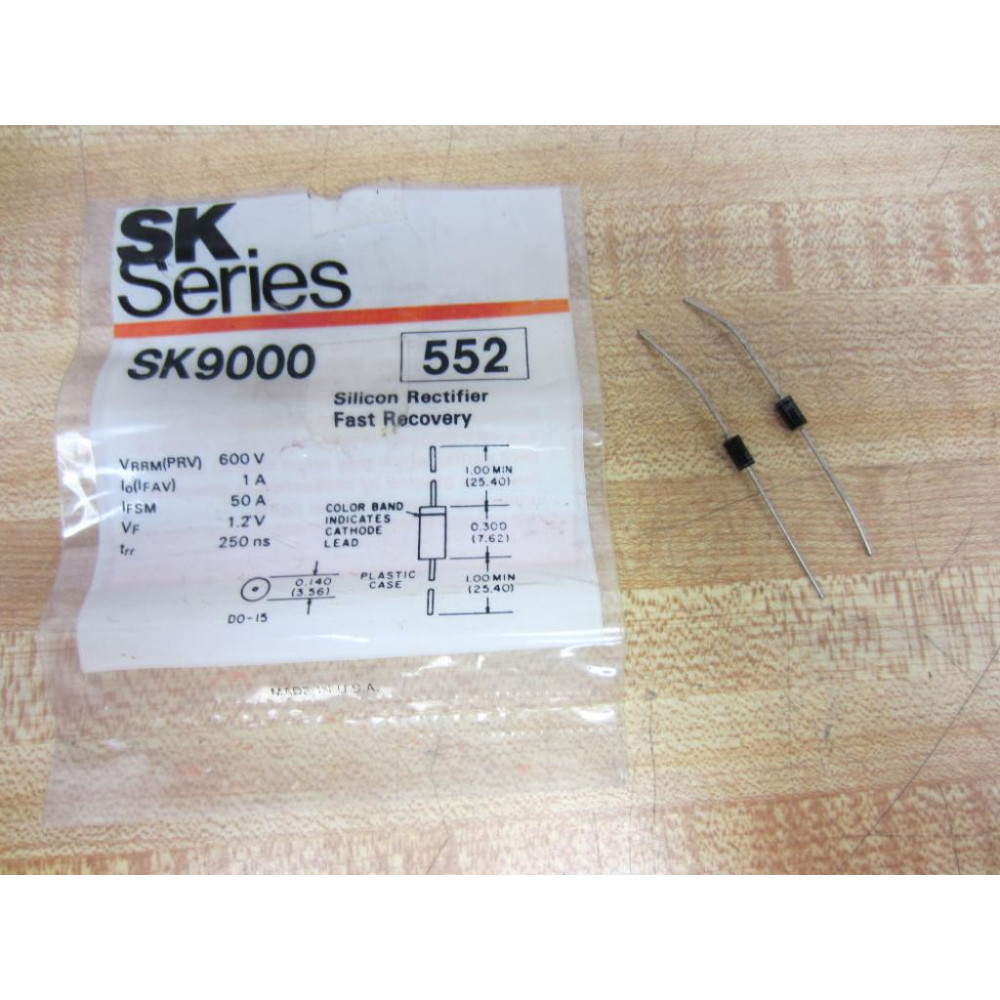 SK
Series
SK9000 552
Silicon Rectifier
Fast Recovery
VRRM(PRV) 600 V
Io(IFAV) 1 A
IFSM 50 A
VF 1.2 V
trr 250 ns
COLOR BAND
INDICATES
CATHODE
LEAD
1.00 MIN
(25.40)
0.300
(7.62)
1.00 MIN
(25.40)
PLASTIC
CASE
0.140
(3.56)
DO-15
MADE IN U.S.A.